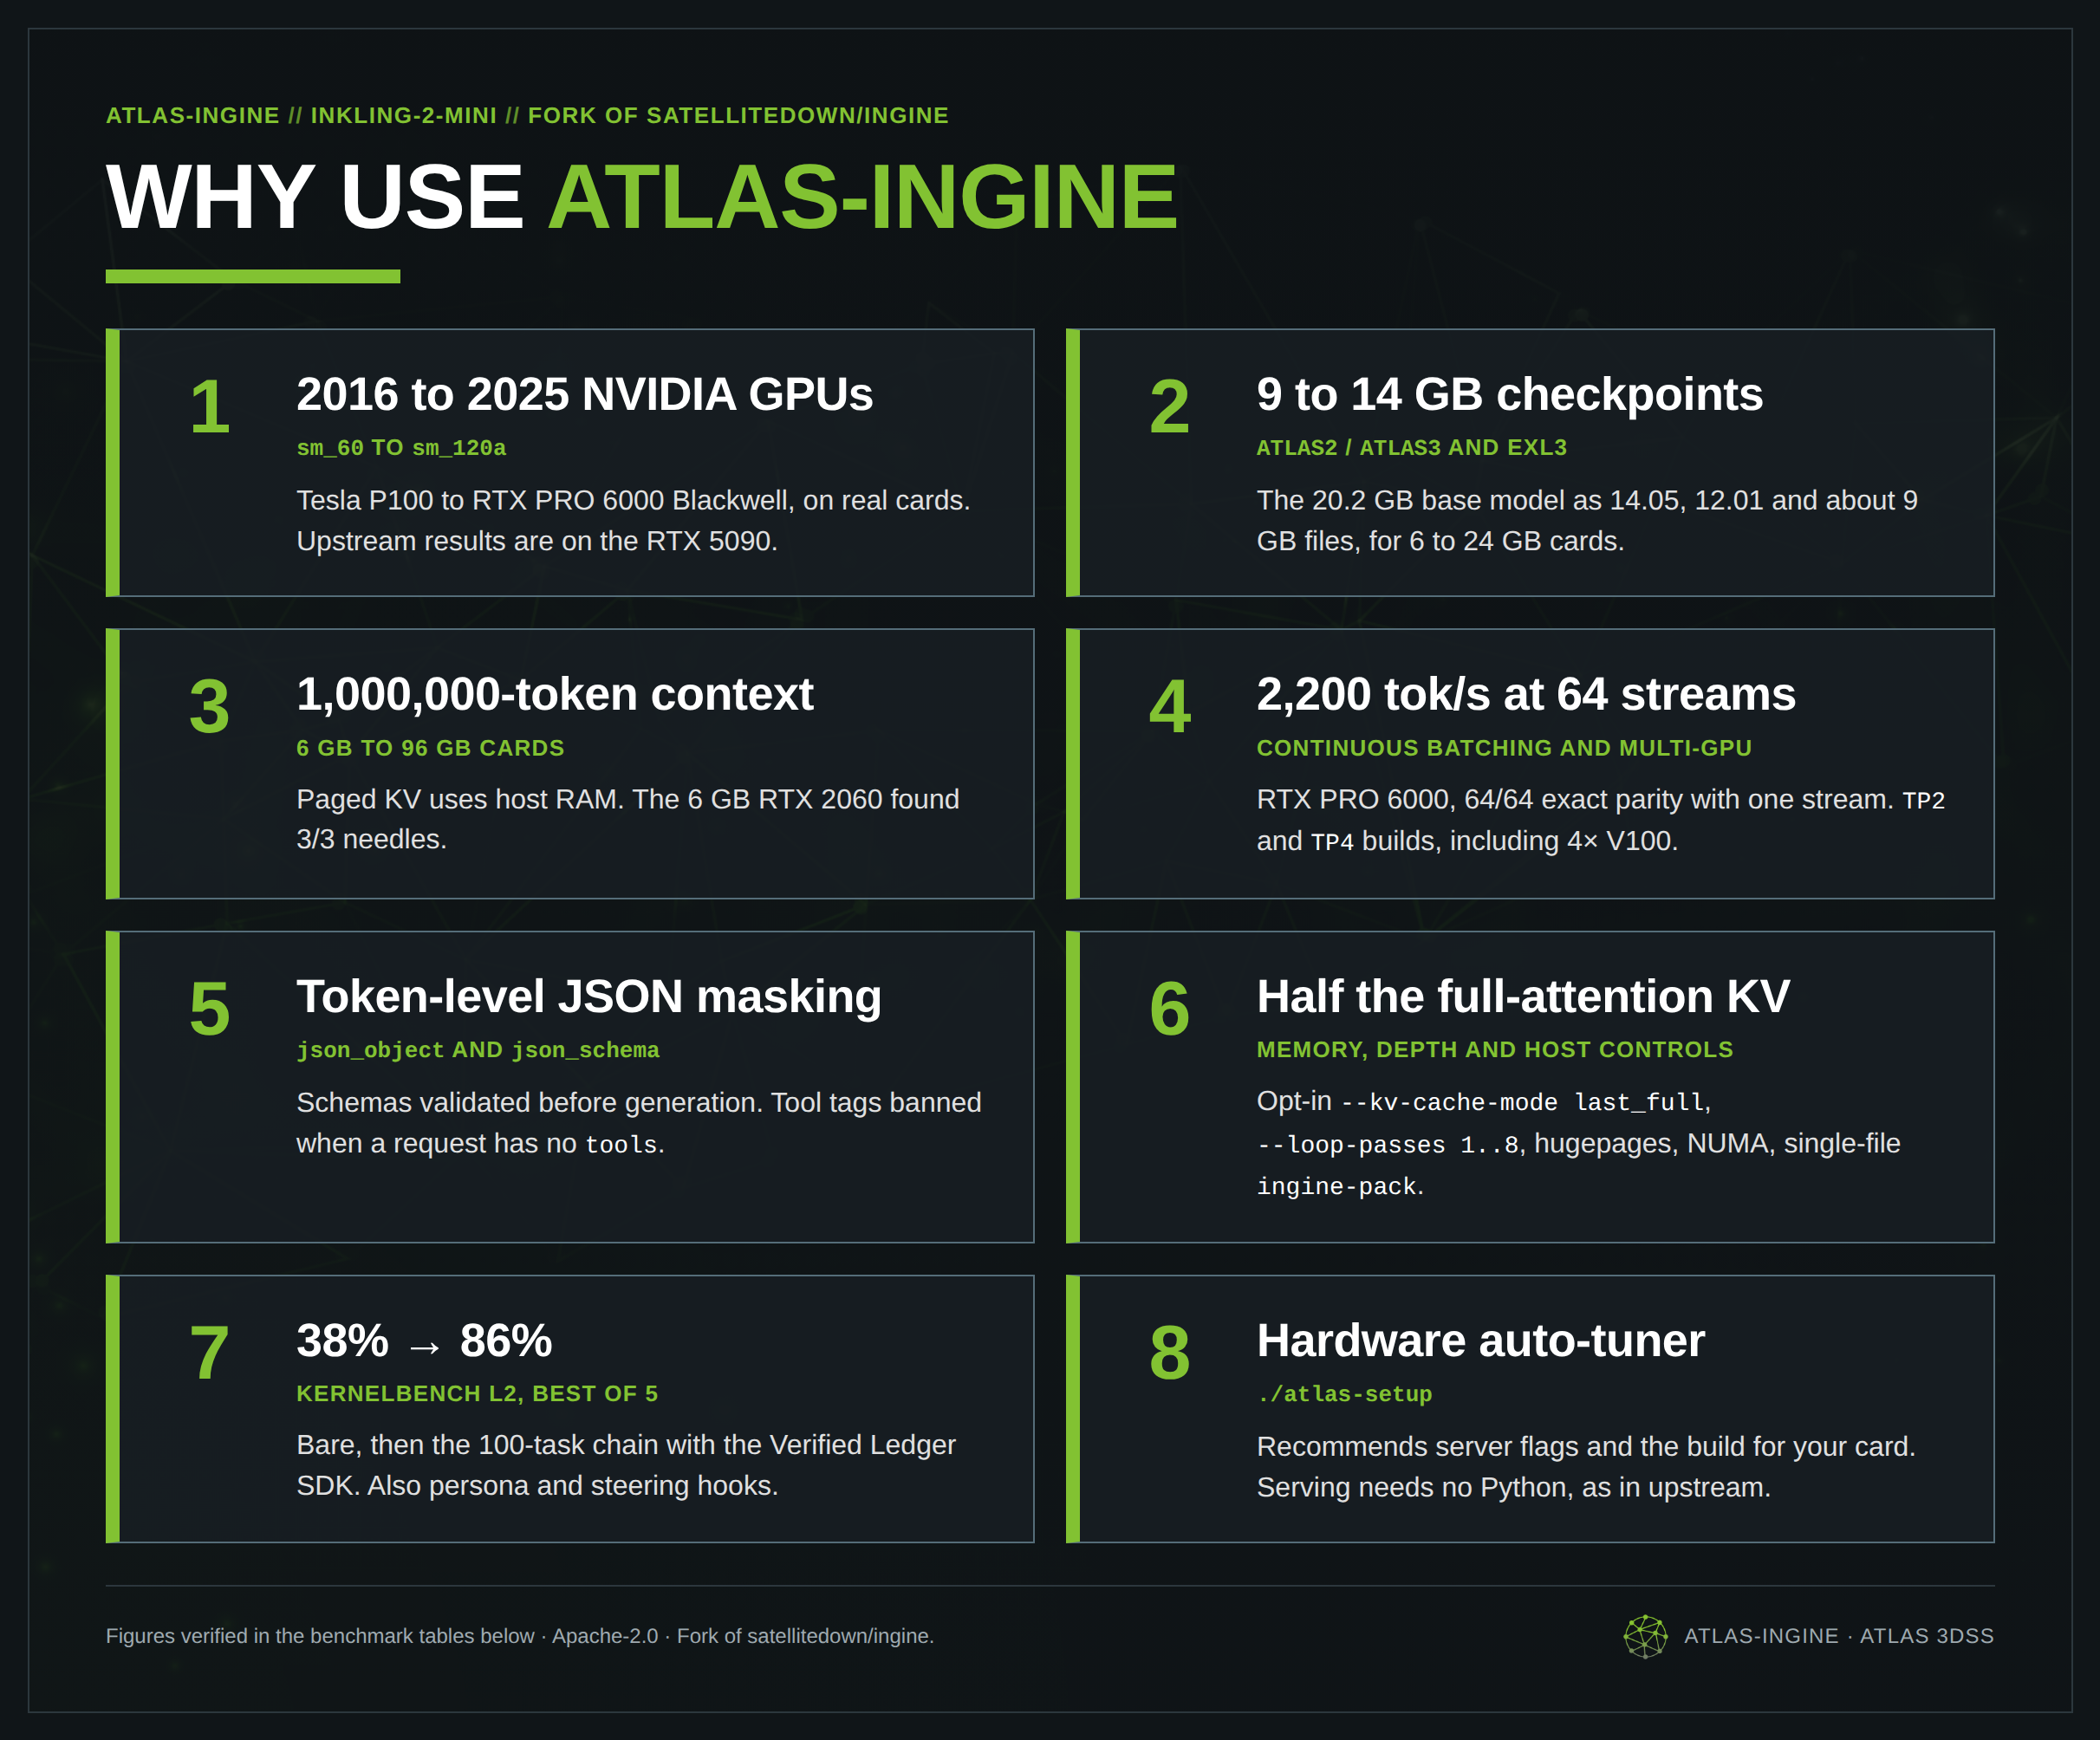 ATLAS-INGINE // INKLING-2-MINI // FORK OF SATELLITEDOWN/INGINE
WHY USE ATLAS-INGINE
1
2016 to 2025 NVIDIA GPUs
sm_60 TO sm_120a
Tesla P100 to RTX PRO 6000 Blackwell, on real cards.
Upstream results are on the RTX 5090.
2
9 to 14 GB checkpoints
ATLAS2 / ATLAS3 AND EXL3
The 20.2 GB base model as 14.05, 12.01 and about 9
GB files, for 6 to 24 GB cards.
3
1,000,000-token context
6 GB TO 96 GB CARDS
Paged KV uses host RAM. The 6 GB RTX 2060 found
3/3 needles.
4
2,200 tok/s at 64 streams
CONTINUOUS BATCHING AND MULTI-GPU
RTX PRO 6000, 64/64 exact parity with one stream. TP2
and TP4 builds, including 4× V100.
5
Token-level JSON masking
json_object AND json_schema
Schemas validated before generation. Tool tags banned
when a request has no tools.
6
Half the full-attention KV
MEMORY, DEPTH AND HOST CONTROLS
Opt-in --kv-cache-mode last_full,
--loop-passes 1..8, hugepages, NUMA, single-file
ingine-pack.
7
38% → 86%
KERNELBENCH L2, BEST OF 5
Bare, then the 100-task chain with the Verified Ledger
SDK. Also persona and steering hooks.
8
Hardware auto-tuner
./atlas-setup
Recommends server flags and the build for your card.
Serving needs no Python, as in upstream.
Figures verified in the benchmark tables below · Apache-2.0 · Fork of satellitedown/ingine.
ATLAS-INGINE · ATLAS 3DSS